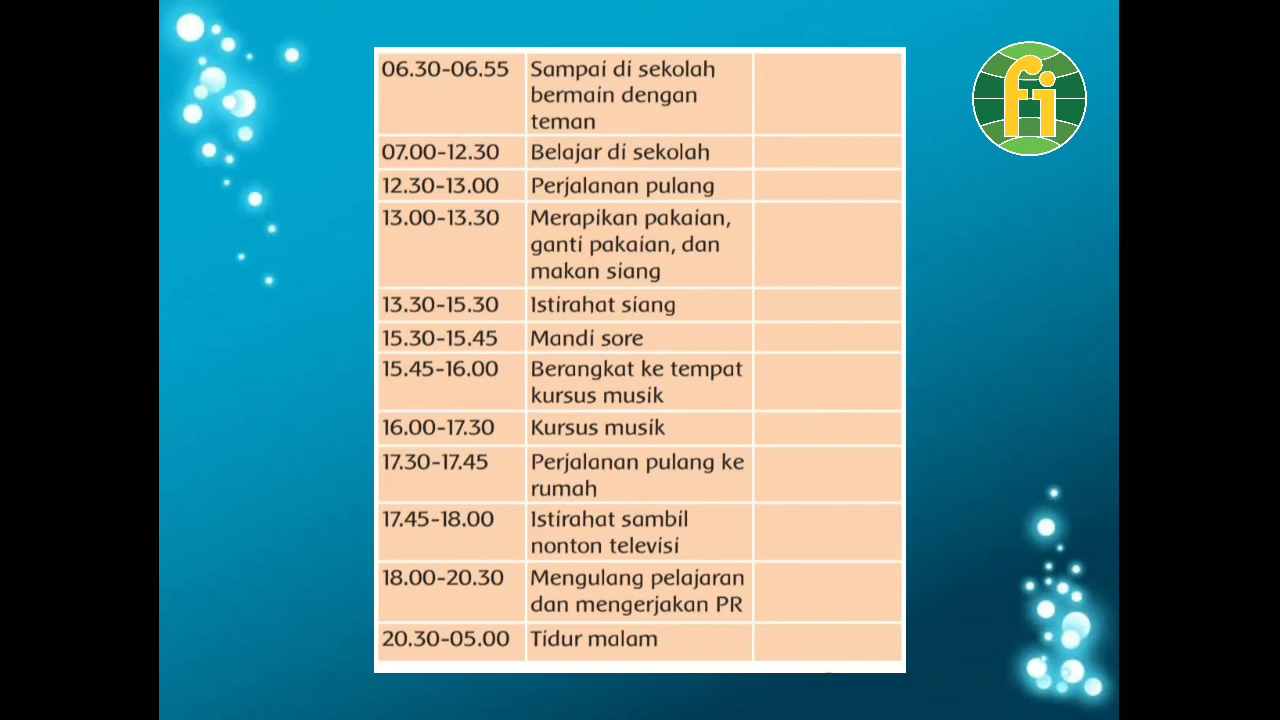 fi
06.30-06.55 Sampai di sekolah
bermain dengan
teman
07.00-12.30 Belajar di sekolah
12.30-13.00 Perjalanan pulang
13.00-13.30 Merapikan pakaian,
ganti pakaian, dan
makan siang
13.30-15.30 Istirahat siang
15.30-15.45 Mandi sore
15.45-16.00 Berangkat ke tempat
kursus musik
16.00-17.30 Kursus musik
17.30-17.45 Perjalanan pulang ke
rumah
17.45-18.00 Istirahat sambil
nonton televisi
18.00-20.30 Mengulang pelajaran
dan mengerjakan PR
20.30-05.00 Tidur malam